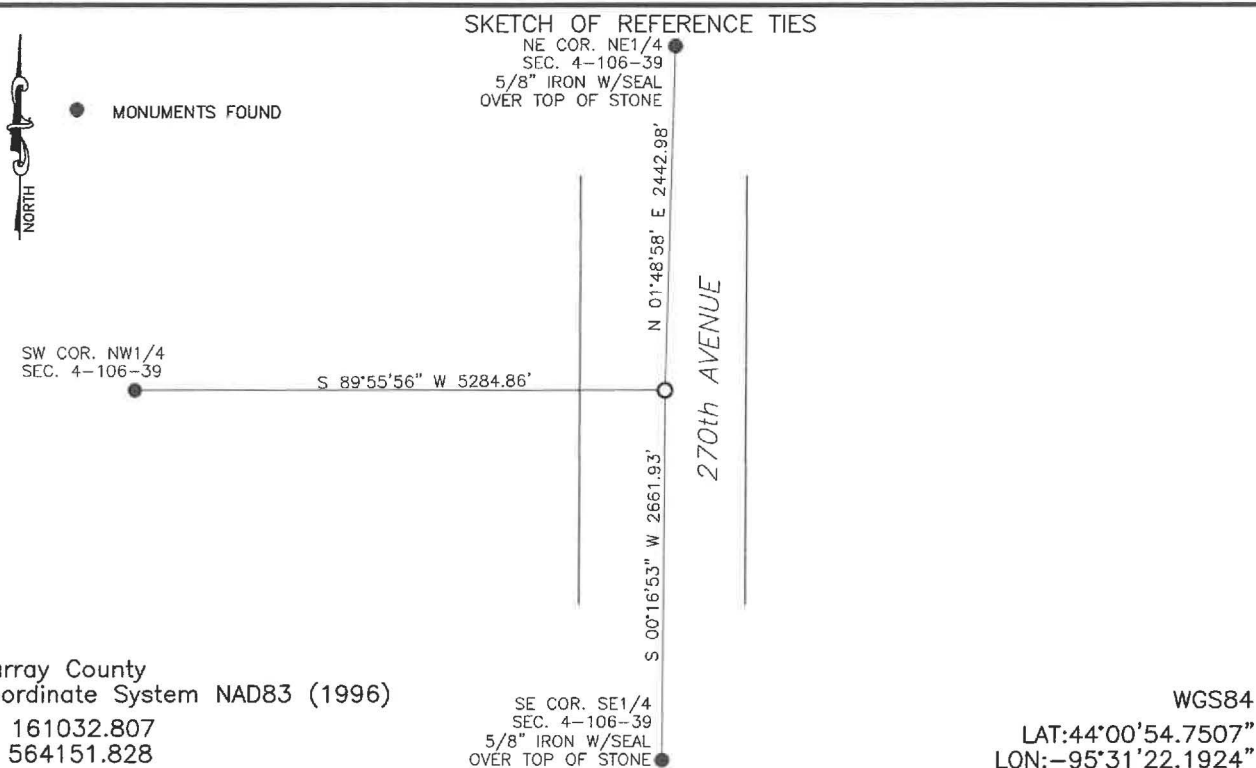 SKETCH OF REFERENCE TIES
NE COR. NE1/4
SEC. 4-106-39
5/8" IRON W/SEAL
OVER TOP OF STONE
MONUMENTS FOUND
NORTH
N 01°48'58' E 2442.98'
270th AVENUE
SW COR. NW1/4
SEC. 4-106-39
S 89°55'56" W 5284.86'
S 00°16'53" W 2661.93'
rray County
ordinate System NAD83 (1996)
161032.807
564151.828
SE COR. SE1/4
SEC. 4-106-39
5/8" IRON W/SEAL
OVER TOP OF STONE
WGS84
LAT:44°00'54.7507"
LON:-95°31'22.1924"